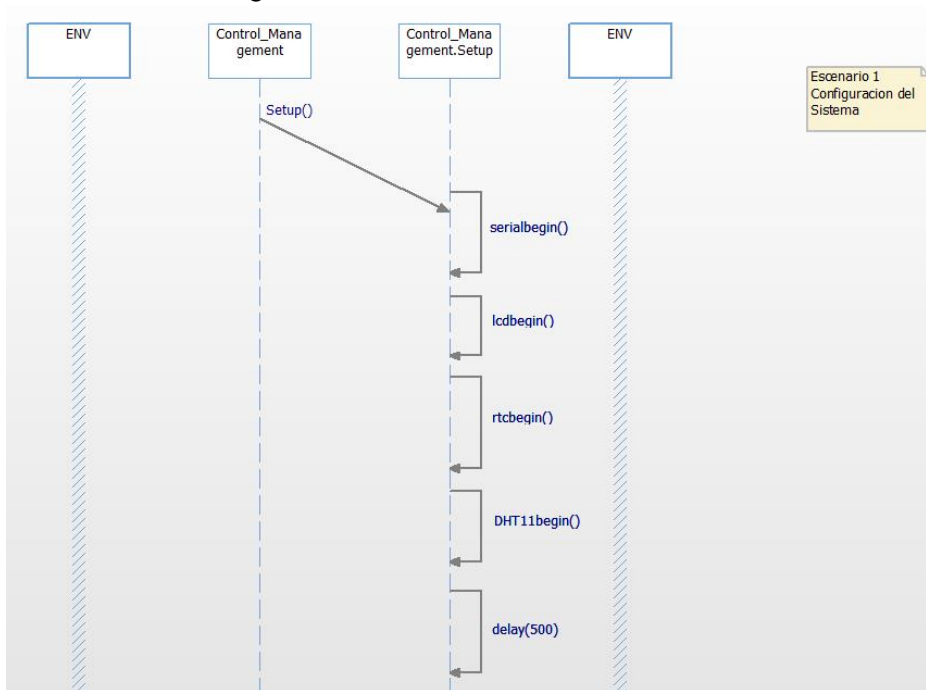 ENV
Control_Mana
gement
Control_Mana
gement.Setup
ENV
Escenario 1
Configuracion del
Sistema
Setup()
serialbegin()
lcdbegin()
rtcbegin()
DHT11begin()
delay(500)